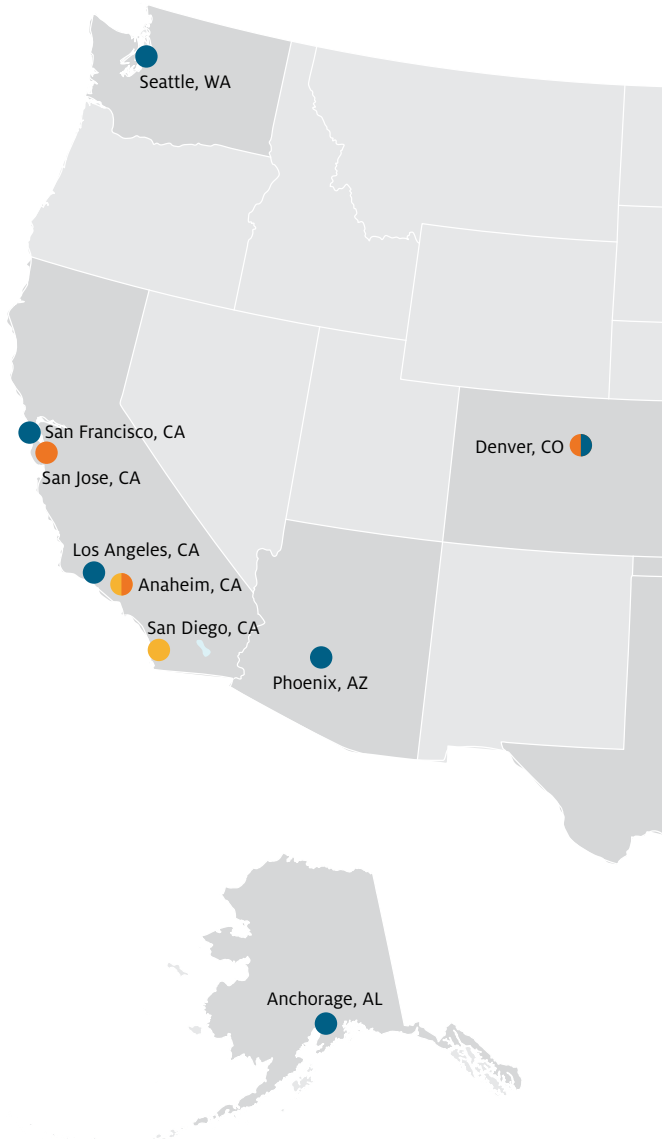 Seattle, WA
San Francisco, CA
Denver, CO
San Jose, CA
Los Angeles, CA
Anaheim, CA
San Diego, CA
Phoenix, AZ
Anchorage, AL